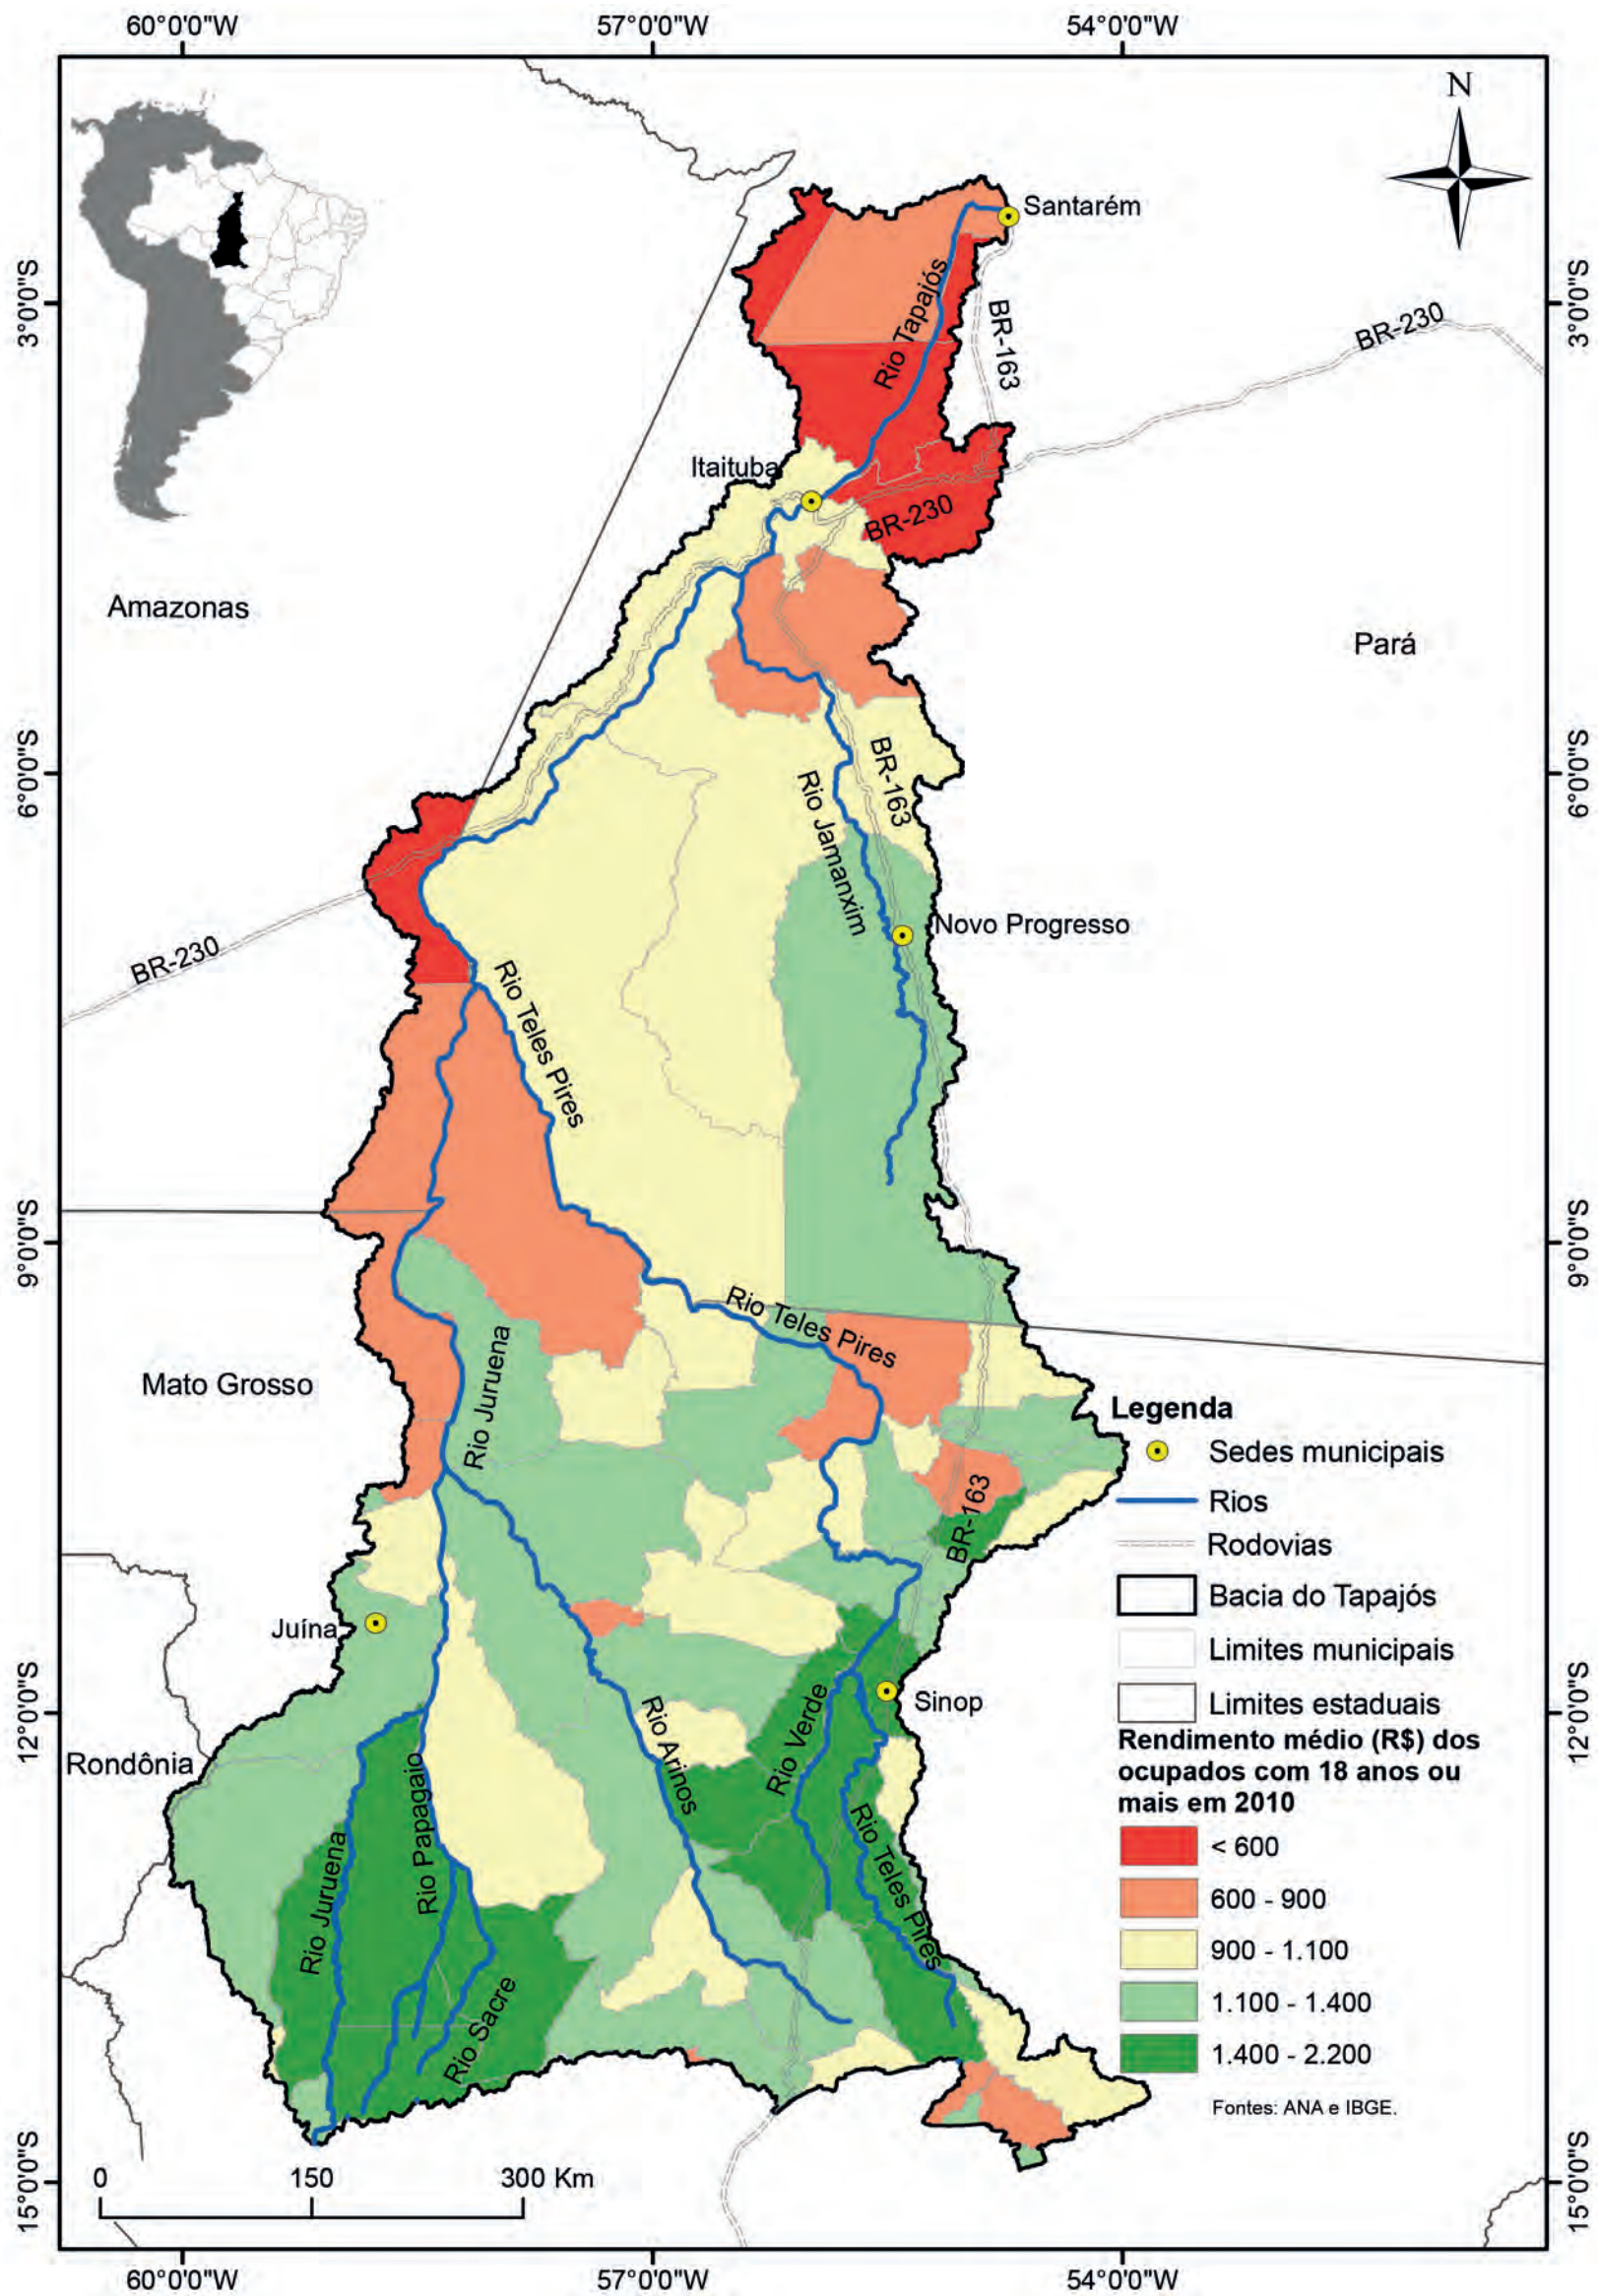 60°0'0"W
57°0'0"W
54°0'0"W
N
Santarém
3°0'0"S
3°0'0"S
Rio Tapajós
BR-163
BR-230
Itaituba
BR-230
Amazonas
Pará
6°0'0"S
6°0'0"S
BR-163
Rio Jamanxim
Novo Progresso
BR-230
Rio Teles Pires
9°0'0"S
9°0'0"S
Rio Teles Pires
Rio Juruena
Mato Grosso
BR-163
Juína
Sinop
12°0'0"S
12°0'0"S
Rondônia
Rio Verde
Rio Arinos
Rio Papagaio
Rio Teles Pires
Rio Juruena
Rio Sacre
Legenda
Sedes municipais
Rios
Rodovias
Bacia do Tapajós
Limites municipais
Limites estaduais
Rendimento médio (R$) dos
ocupados com 18 anos ou
mais em 2010
< 600
600 - 900
900 - 1.100
1.100 - 1.400
1.400 - 2.200
Fontes: ANA e IBGE.
15°0'0"S
15°0'0"S
0 150 300 Km
60°0'0"W
57°0'0"W
54°0'0"W